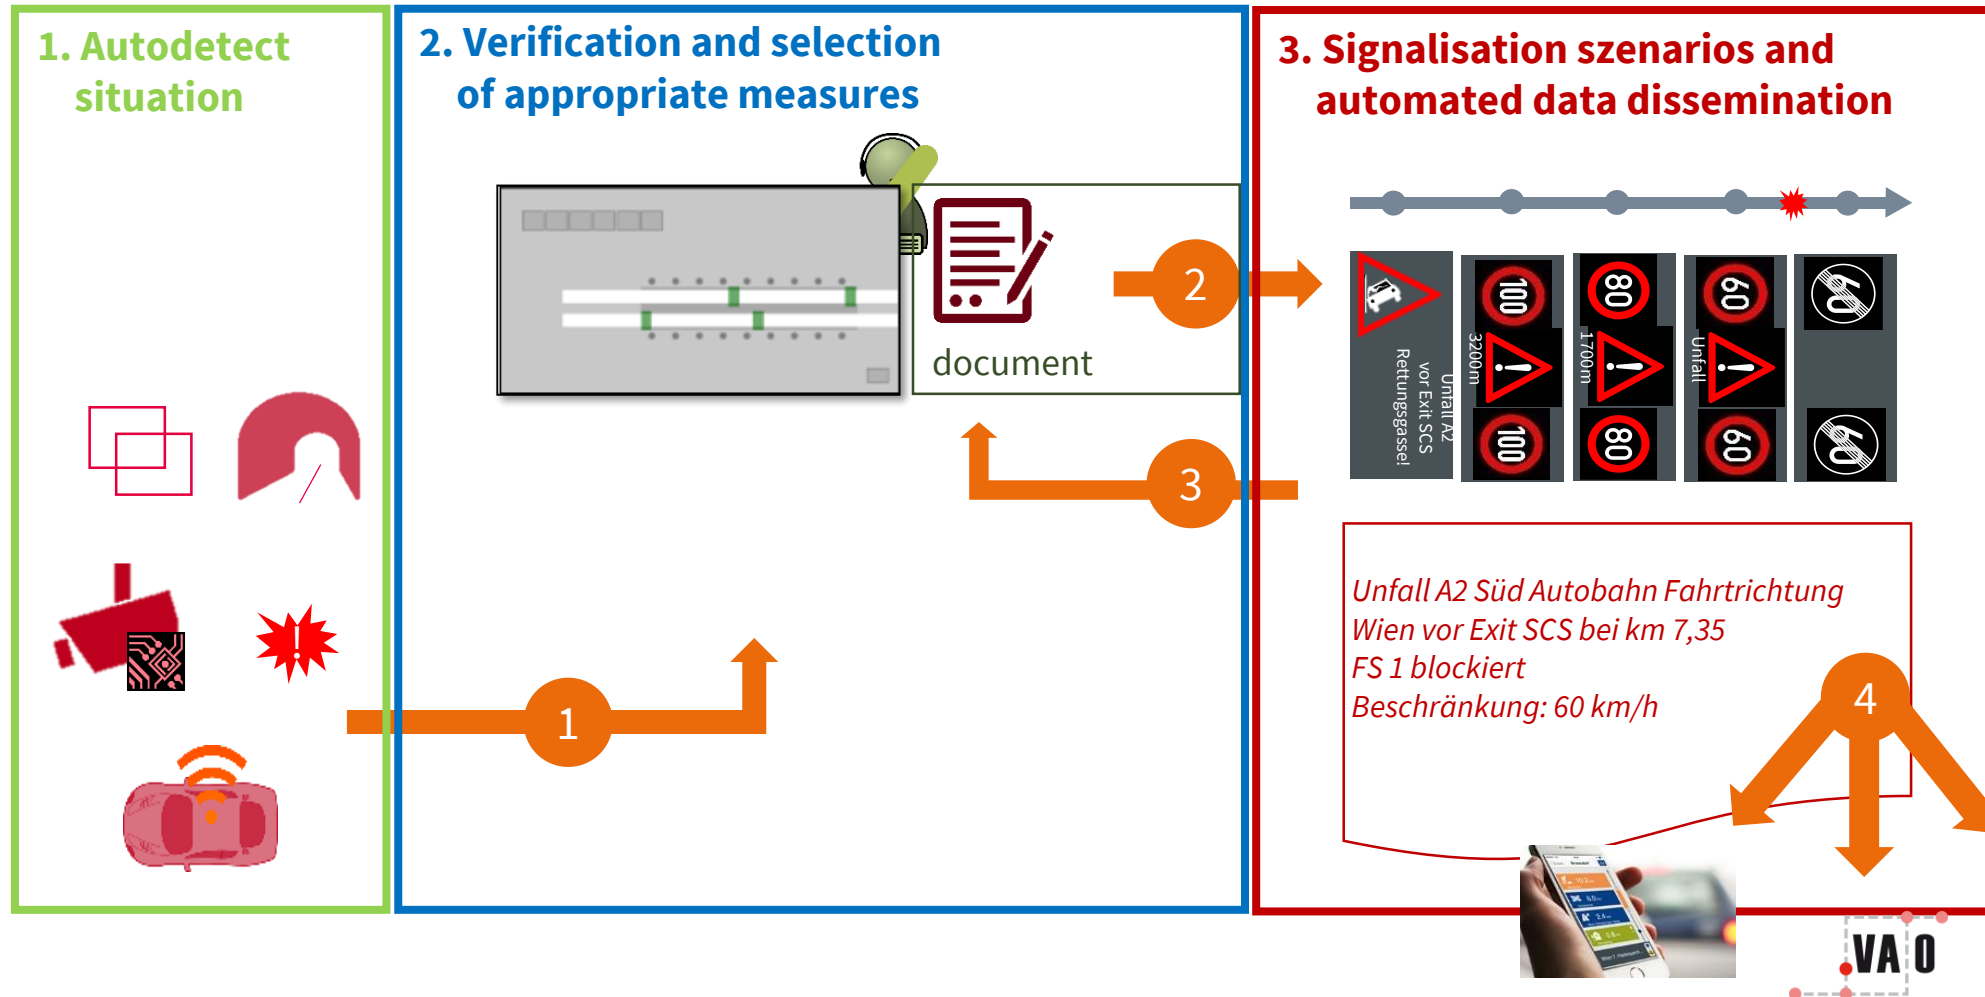 1. Autodetect
situation
2. Verification and selection
of appropriate measures
document
1
2
3
3. Signalisation szenarios and
automated data dissemination
Unfall A2
vor Exit SCS
Rettungsgasse!
100
3200m
100
80
1700m
80
60
Unfall
60
60
60
Unfall A2 Süd Autobahn Fahrtrichtung
Wien vor Exit SCS bei km 7,35
FS 1 blockiert
Beschränkung: 60 km/h
4
VAO